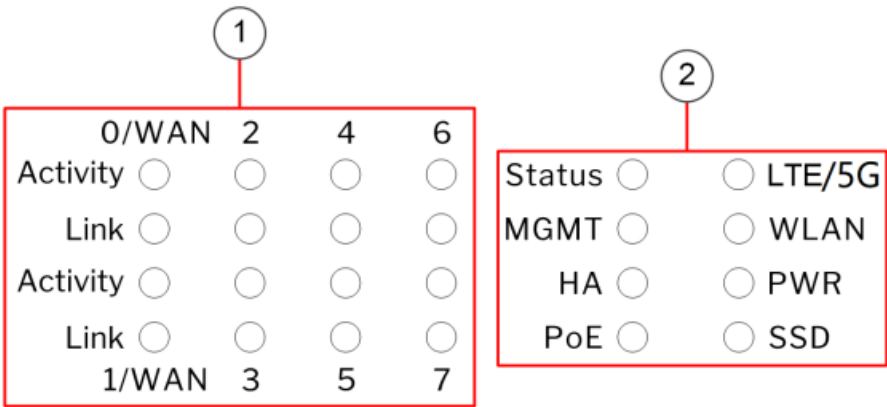 1
2
0/WAN 2 4 6
Activity
Link
Activity
Link
1/WAN 3 5 7
Status LTE/5G
MGMT WLAN
HA PWR
PoE SSD